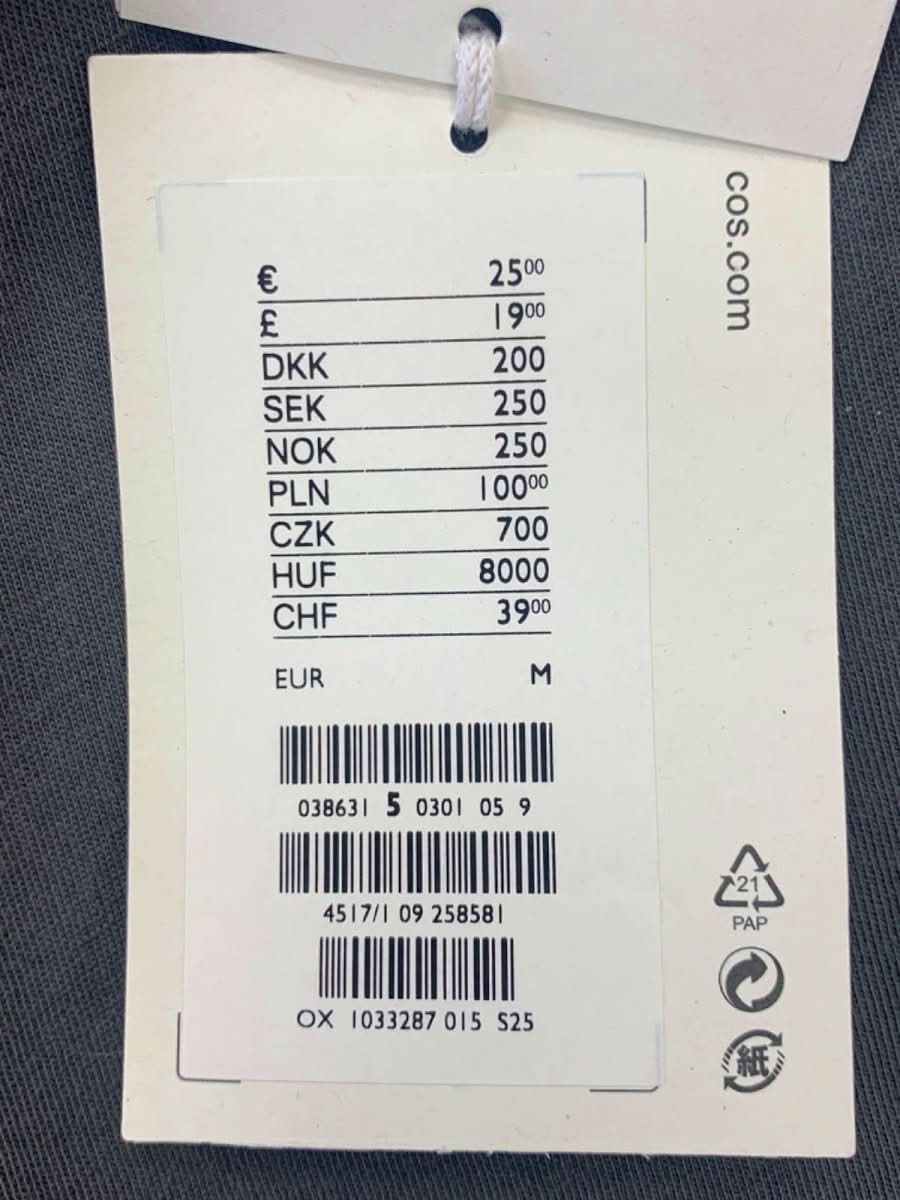 cos.com
€ 25⁰⁰
£ 19⁰⁰
DKK 200
SEK 250
NOK 250
PLN 100⁰⁰
CZK 700
HUF 8000
CHF 39⁰⁰
EUR M
038631 5 0301 05 9
4517/1 09 258581
OX 1033287 015 S25
21
PAP
紙